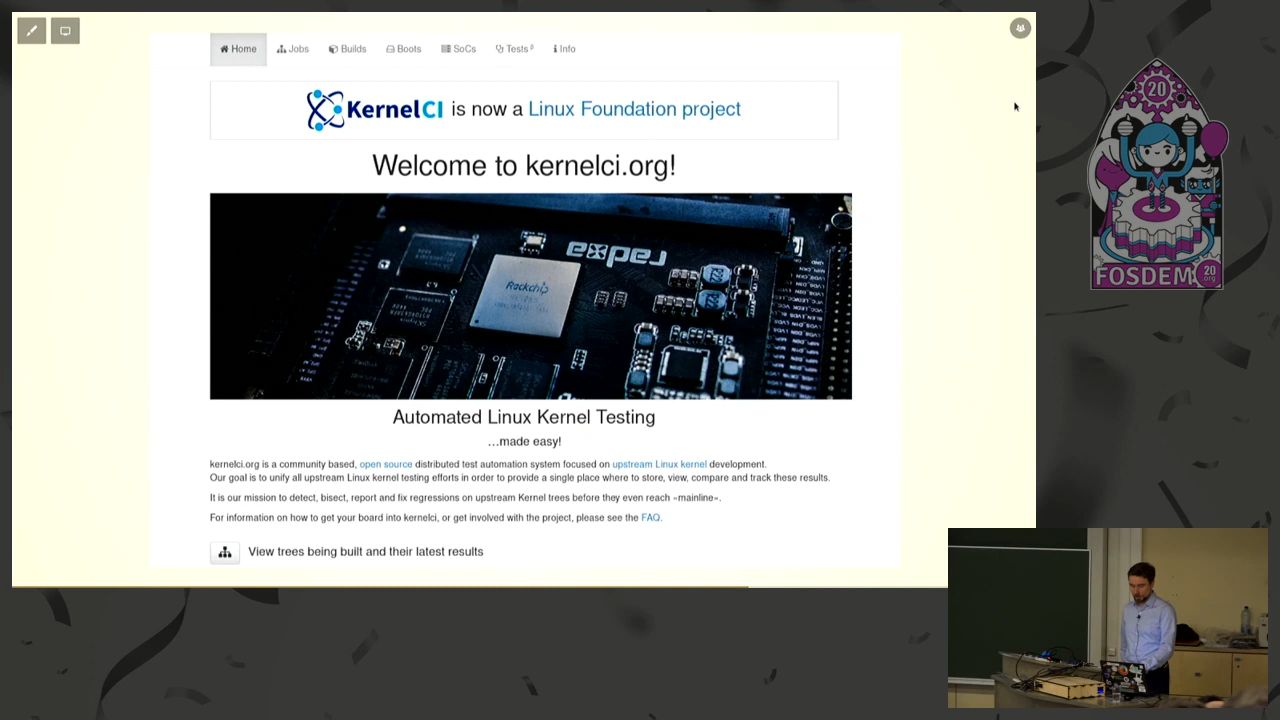 Home Jobs Builds Boots SoCs Tests β Info
KernelCI is now a Linux Foundation project
Welcome to kernelci.org!
Rockchip
Automated Linux Kernel Testing
…made easy!
kernelci.org is a community based, open source distributed test automation system focused on upstream Linux kernel development.
Our goal is to unify all upstream Linux kernel testing efforts in order to provide a single place where to store, view, compare and track these results.
It is our mission to detect, bisect, report and fix regressions on upstream Kernel trees before they even reach «mainline».
For information on how to get your board into kernelci, or get involved with the project, please see the FAQ.
View trees being built and their latest results
20
FOSDEM 20
.org